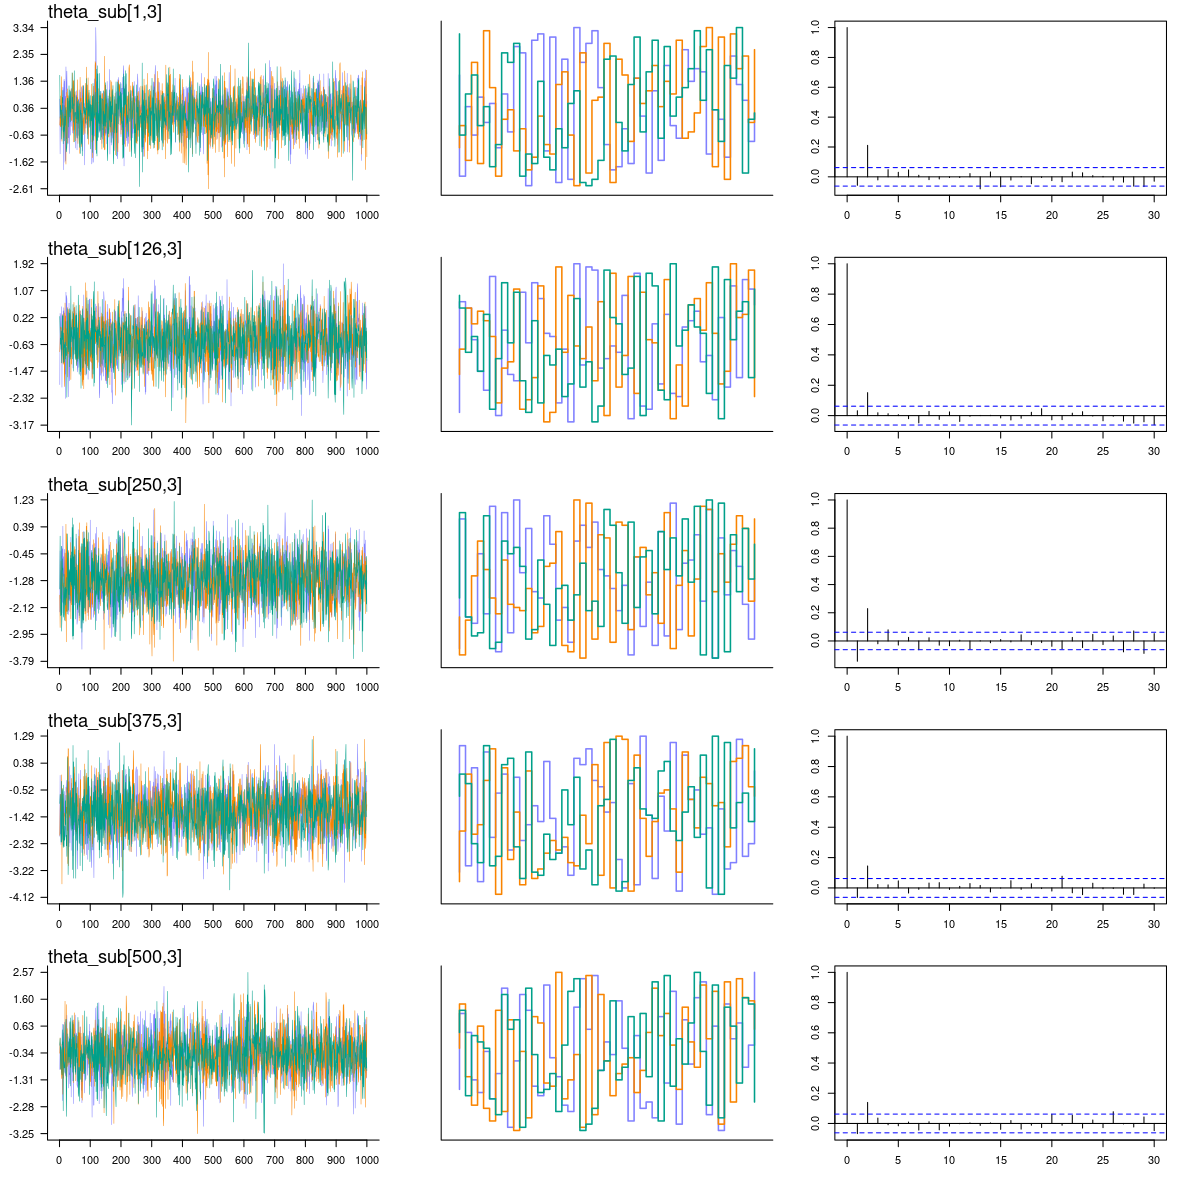 theta_sub[1,3]
3.34
2.35
1.36
0.36
-0.63
-1.62
-2.61
0 100 200 300 400 500 600 700 800 900 1000
0.0 0.2 0.4 0.6 0.8 1.0
0 5 10 15 20 25 30
theta_sub[126,3]
1.92
1.07
0.22
-0.63
-1.47
-2.32
-3.17
0 100 200 300 400 500 600 700 800 900 1000
0.0 0.2 0.4 0.6 0.8 1.0
0 5 10 15 20 25 30
theta_sub[250,3]
1.23
0.39
-0.45
-1.28
-2.12
-2.95
-3.79
0 100 200 300 400 500 600 700 800 900 1000
0.0 0.2 0.4 0.6 0.8 1.0
0 5 10 15 20 25 30
theta_sub[375,3]
1.29
0.38
-0.52
-1.42
-2.32
-3.22
-4.12
0 100 200 300 400 500 600 700 800 900 1000
0.0 0.2 0.4 0.6 0.8 1.0
0 5 10 15 20 25 30
theta_sub[500,3]
2.57
1.60
0.63
-0.34
-1.31
-2.28
-3.25
0 100 200 300 400 500 600 700 800 900 1000
0.0 0.2 0.4 0.6 0.8 1.0
0 5 10 15 20 25 30